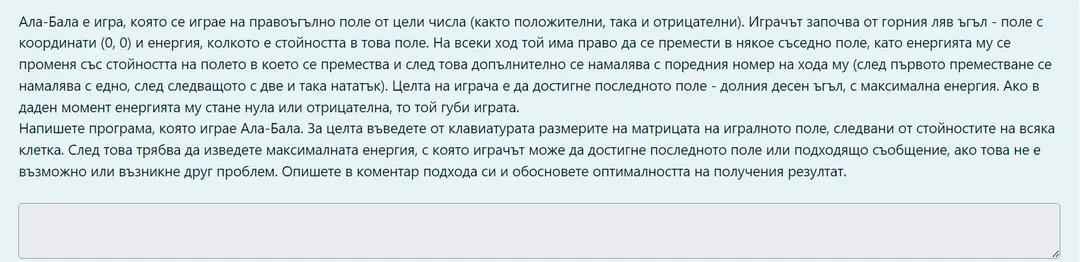 Ала-Бала е игра, която се играе на правоъгълно поле от цели числа (както положителни, така и отрицателни). Играчът започва от горния ляв ъгъл - поле с
координати (0, 0) и енергия, колкото е стойността в това поле. На всеки ход той има право да се премести в някое съседно поле, като енергията му се
променя със стойността на полето в което се премества и след това допълнително се намалява с поредния номер на хода му (след първото преместване се
намалява с едно, след следващото с две и така нататък). Целта на играча е да достигне последното поле - долния десен ъгъл, с максимална енергия. Ако в
даден момент енергията му стане нула или отрицателна, то той губи играта.
Напишете програма, която играе Ала-Бала. За целта въведете от клавиатурата размерите на матрицата на игралното поле, следвани от стойностите на всяка
клетка. След това трябва да изведете максималната енергия, с която играчът може да достигне последното поле или подходящо съобщение, ако това не е
възможно или възникне друг проблем. Опишете в коментар подхода си и обосновете оптималността на получения резултат.